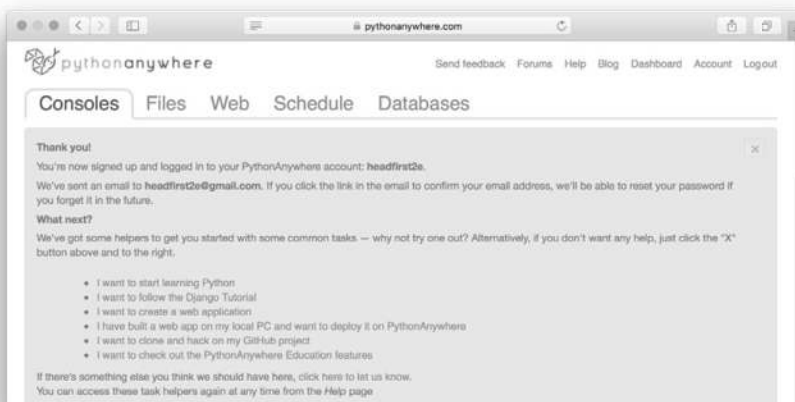 pythonanywhere.com
pythonanywhere
Send feedback Forums Help Blog Dashboard Account Logout
Consoles Files Web Schedule Databases
Thank you!
You're now signed up and logged in to your PythonAnywhere account: headfirst2e.
We've sent an email to headfirst2e@gmail.com. If you click the link in the email to confirm your email address, we'll be able to reset your password if
you forget it in the future.
What next?
We've got some helpers to get you started with some common tasks — why not try one out? Alternatively, if you don't want any help, just click the "X"
button above and to the right.
• I want to start learning Python
• I want to follow the Django Tutorial
• I want to create a web application
• I have built a web app on my local PC and want to deploy it on PythonAnywhere
• I want to clone and hack on my GitHub project
• I want to check out the PythonAnywhere Education features
If there's something else you think we should have here, click here to let us know.
You can access these task helpers again at any time from the Help page